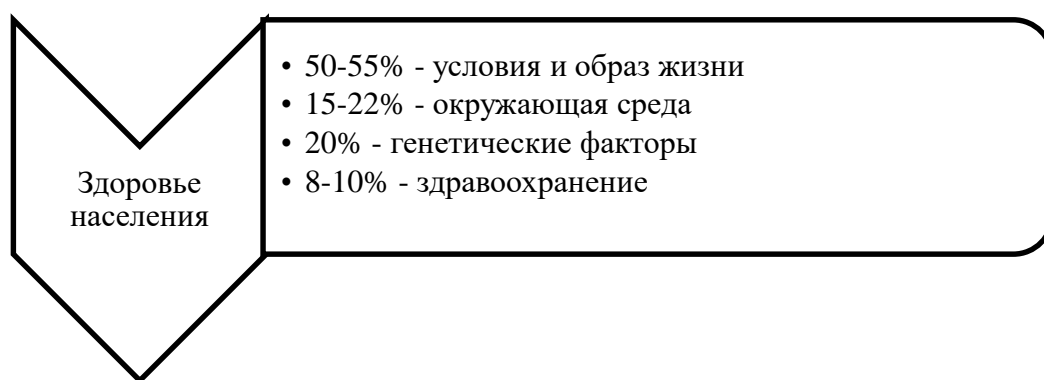 Здоровье
населения
• 50-55% - условия и образ жизни
• 15-22% - окружающая среда
• 20% - генетические факторы
• 8-10% - здравоохранение